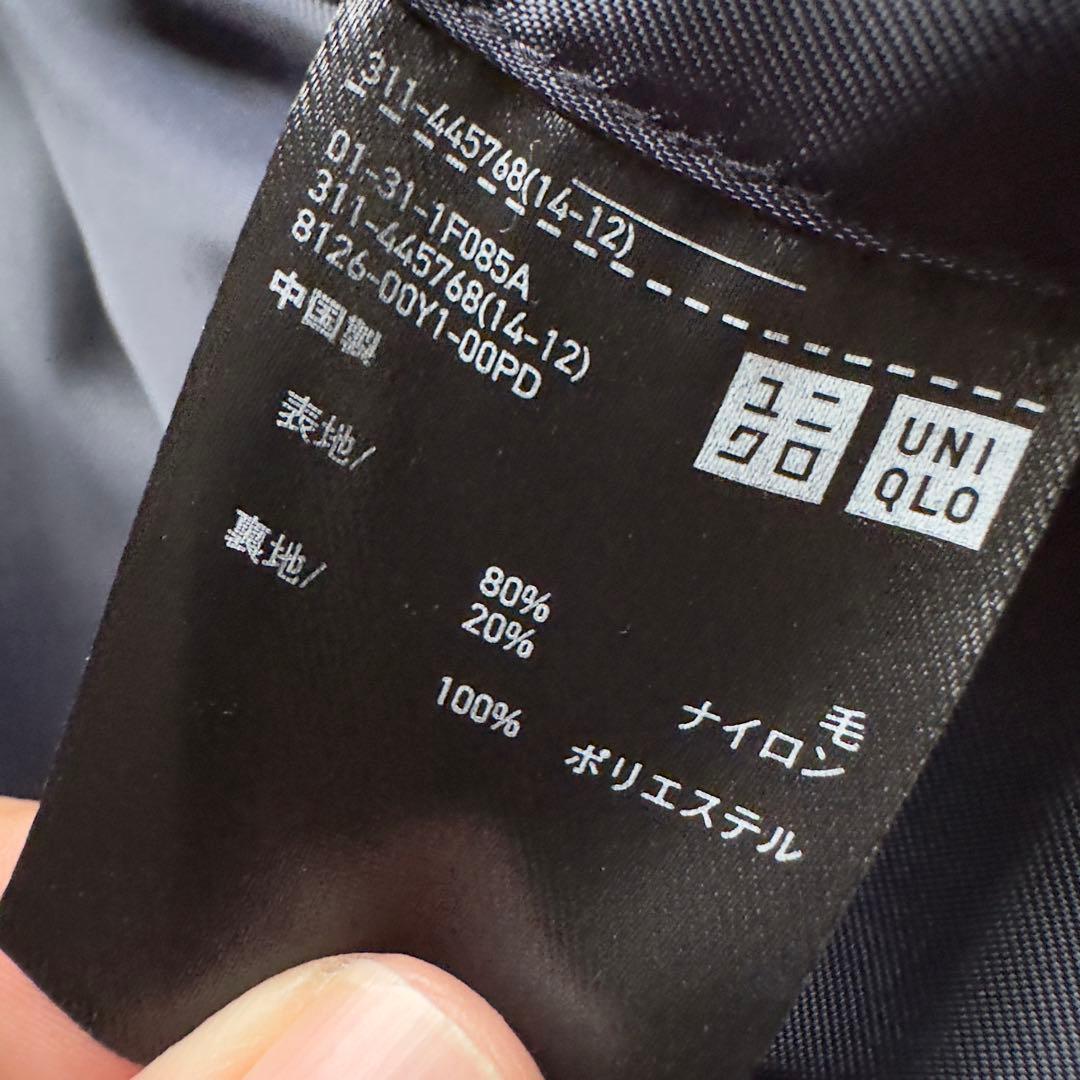 311-445768(14-12)
01-31-1F085A
311-445768(14-12)
8126-00Y1-00PD
中国製
ユニ
クロ
UNI
QLO
表地/
80% 毛
20% ナイロン
裏地/
100% ポリエステル